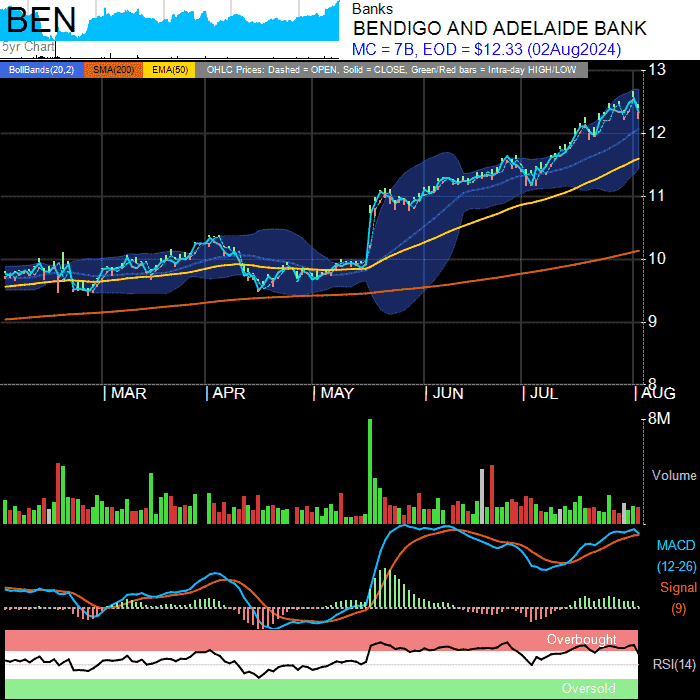 BEN
5yr Chart
Banks
BENDIGO AND ADELAIDE BANK
MC = 7B, EOD = $12.33 (02Aug2024)
BollBands(20,2) SMA(200) EMA(50) OHLC Prices: Dashed = OPEN, Solid = CLOSE, Green/Red bars = Intra-day HIGH/LOW
13
12
11
10
9
8
MAR APR MAY JUN JUL AUG
8M
Volume
MACD
(12-26)
Signal
(9)
Overbought
RSI(14)
Oversold